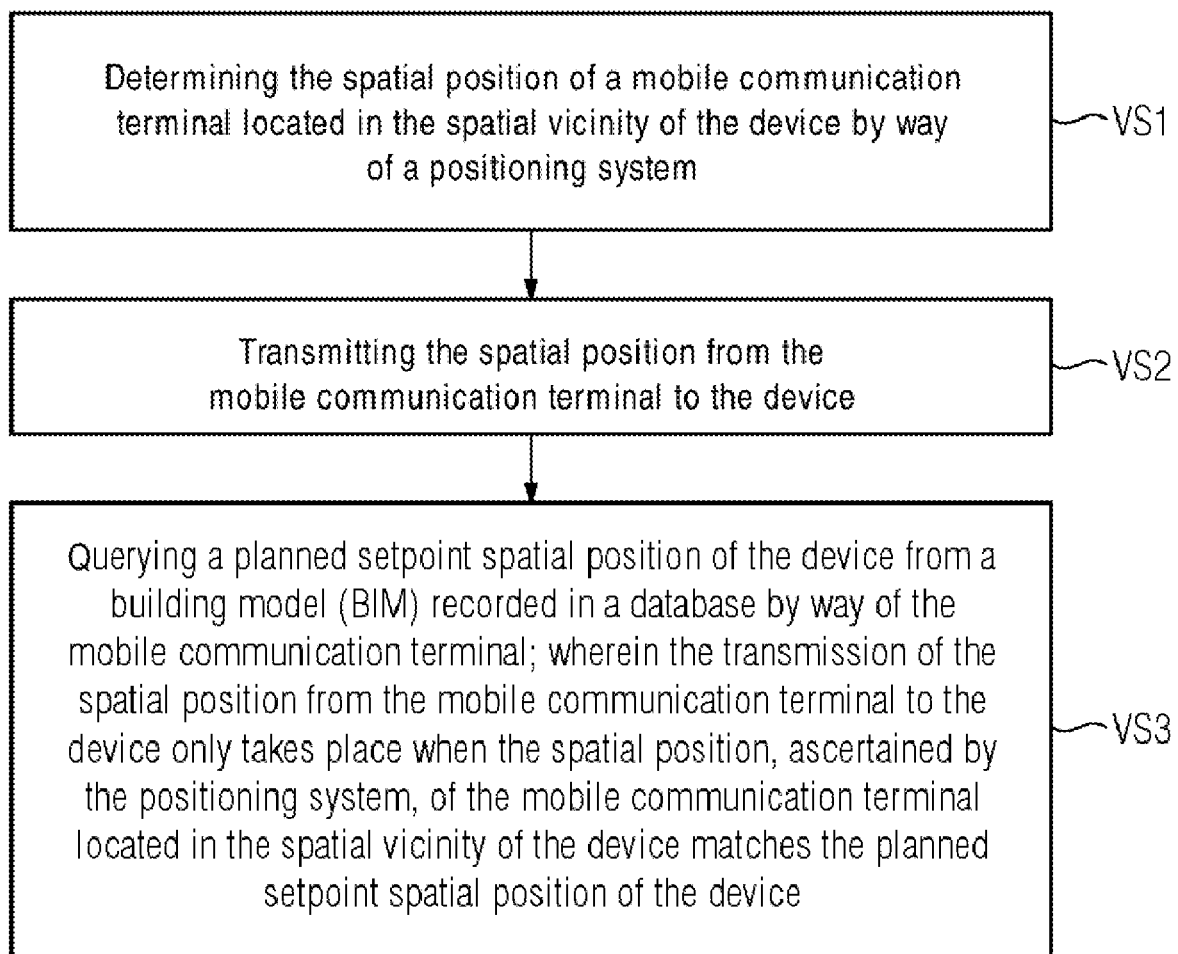 Determining the spatial position of a mobile communication
terminal located in the spatial vicinity of the device by way
of a positioning system
VS1
Transmitting the spatial position from the
mobile communication terminal to the device
VS2
Querying a planned setpoint spatial position of the device from a
building model (BIM) recorded in a database by way of the
mobile communication terminal; wherein the transmission of the
spatial position from the mobile communication terminal to the
device only takes place when the spatial position, ascertained by
the positioning system, of the mobile communication terminal
located in the spatial vicinity of the device matches the planned
setpoint spatial position of the device
VS3